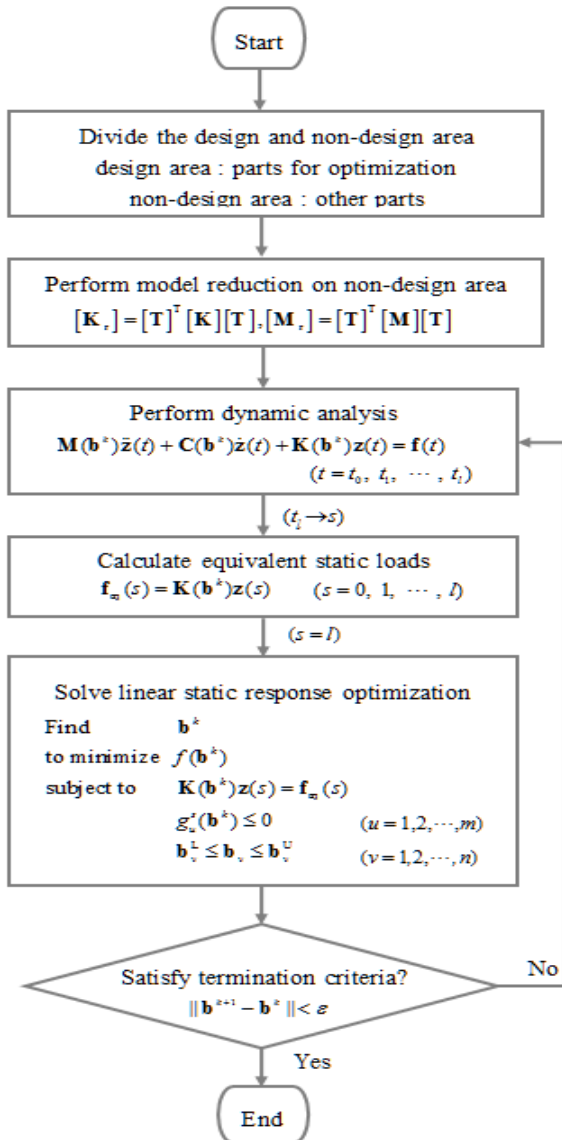 Start
Divide the design and non-design area
design area : parts for optimization
non-design area : other parts
Perform model reduction on non-design area
[K_r]=[T]^T[K][T],[M_r]=[T]^T[M][T]
Perform dynamic analysis
M(b^k)z̈(t)+C(b^k)ż(t)+K(b^k)z(t)=f(t)
(t=t_0, t_1, ⋯, t_l)
(t_i→s)
Calculate equivalent static loads
f_eq(s)=K(b^k)z(s) (s=0, 1, ⋯, l)
(s=l)
Solve linear static response optimization
Find b^k
to minimize f(b^k)
subject to K(b^k)z(s)=f_eq(s)
g_u^s(b^k)≤0 (u=1,2,⋯,m)
b_v^L≤b_v≤b_v^U (v=1,2,⋯,n)
Satisfy termination criteria?
No
||b^{k+1}−b^k||<ε
Yes
End